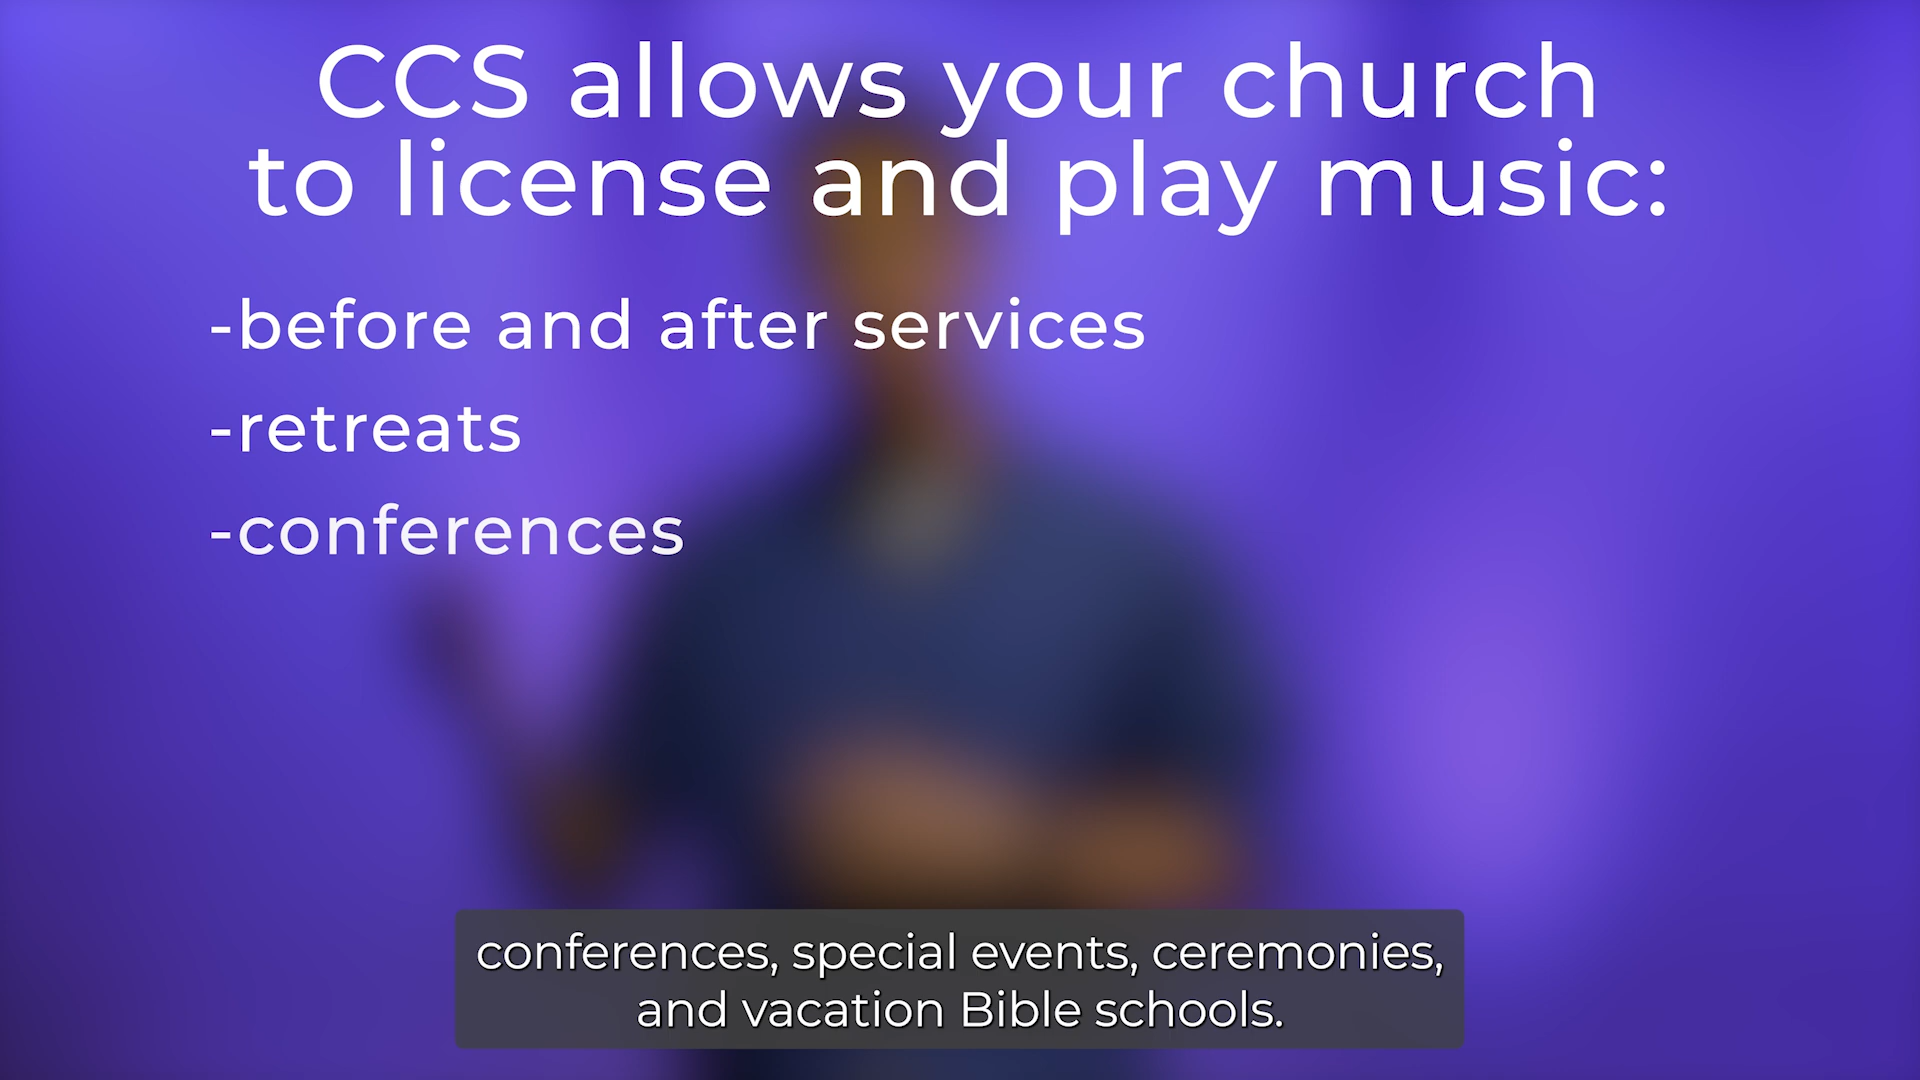 CCS allows your church
to license and play music:
-before and after services
-retreats
-conferences
conferences, special events, ceremonies,
and vacation Bible schools.